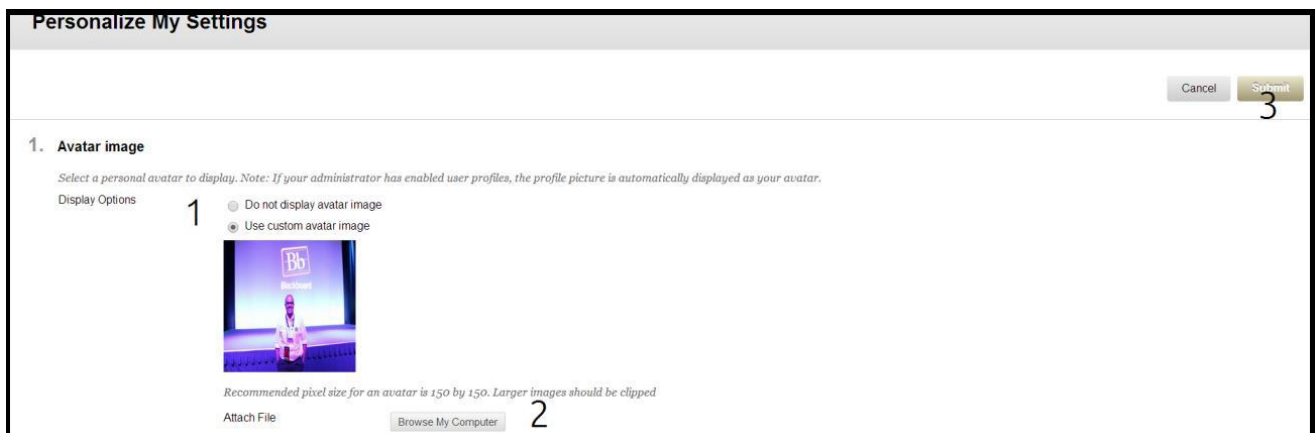 Personalize My Settings
Cancel Submit
3
1. Avatar image
Select a personal avatar to display. Note: If your administrator has enabled user profiles, the profile picture is automatically displayed as your avatar.
Display Options
1
Do not display avatar image
Use custom avatar image
Bb
Blackboard
Recommended pixel size for an avatar is 150 by 150. Larger images should be clipped
Attach File Browse My Computer 2